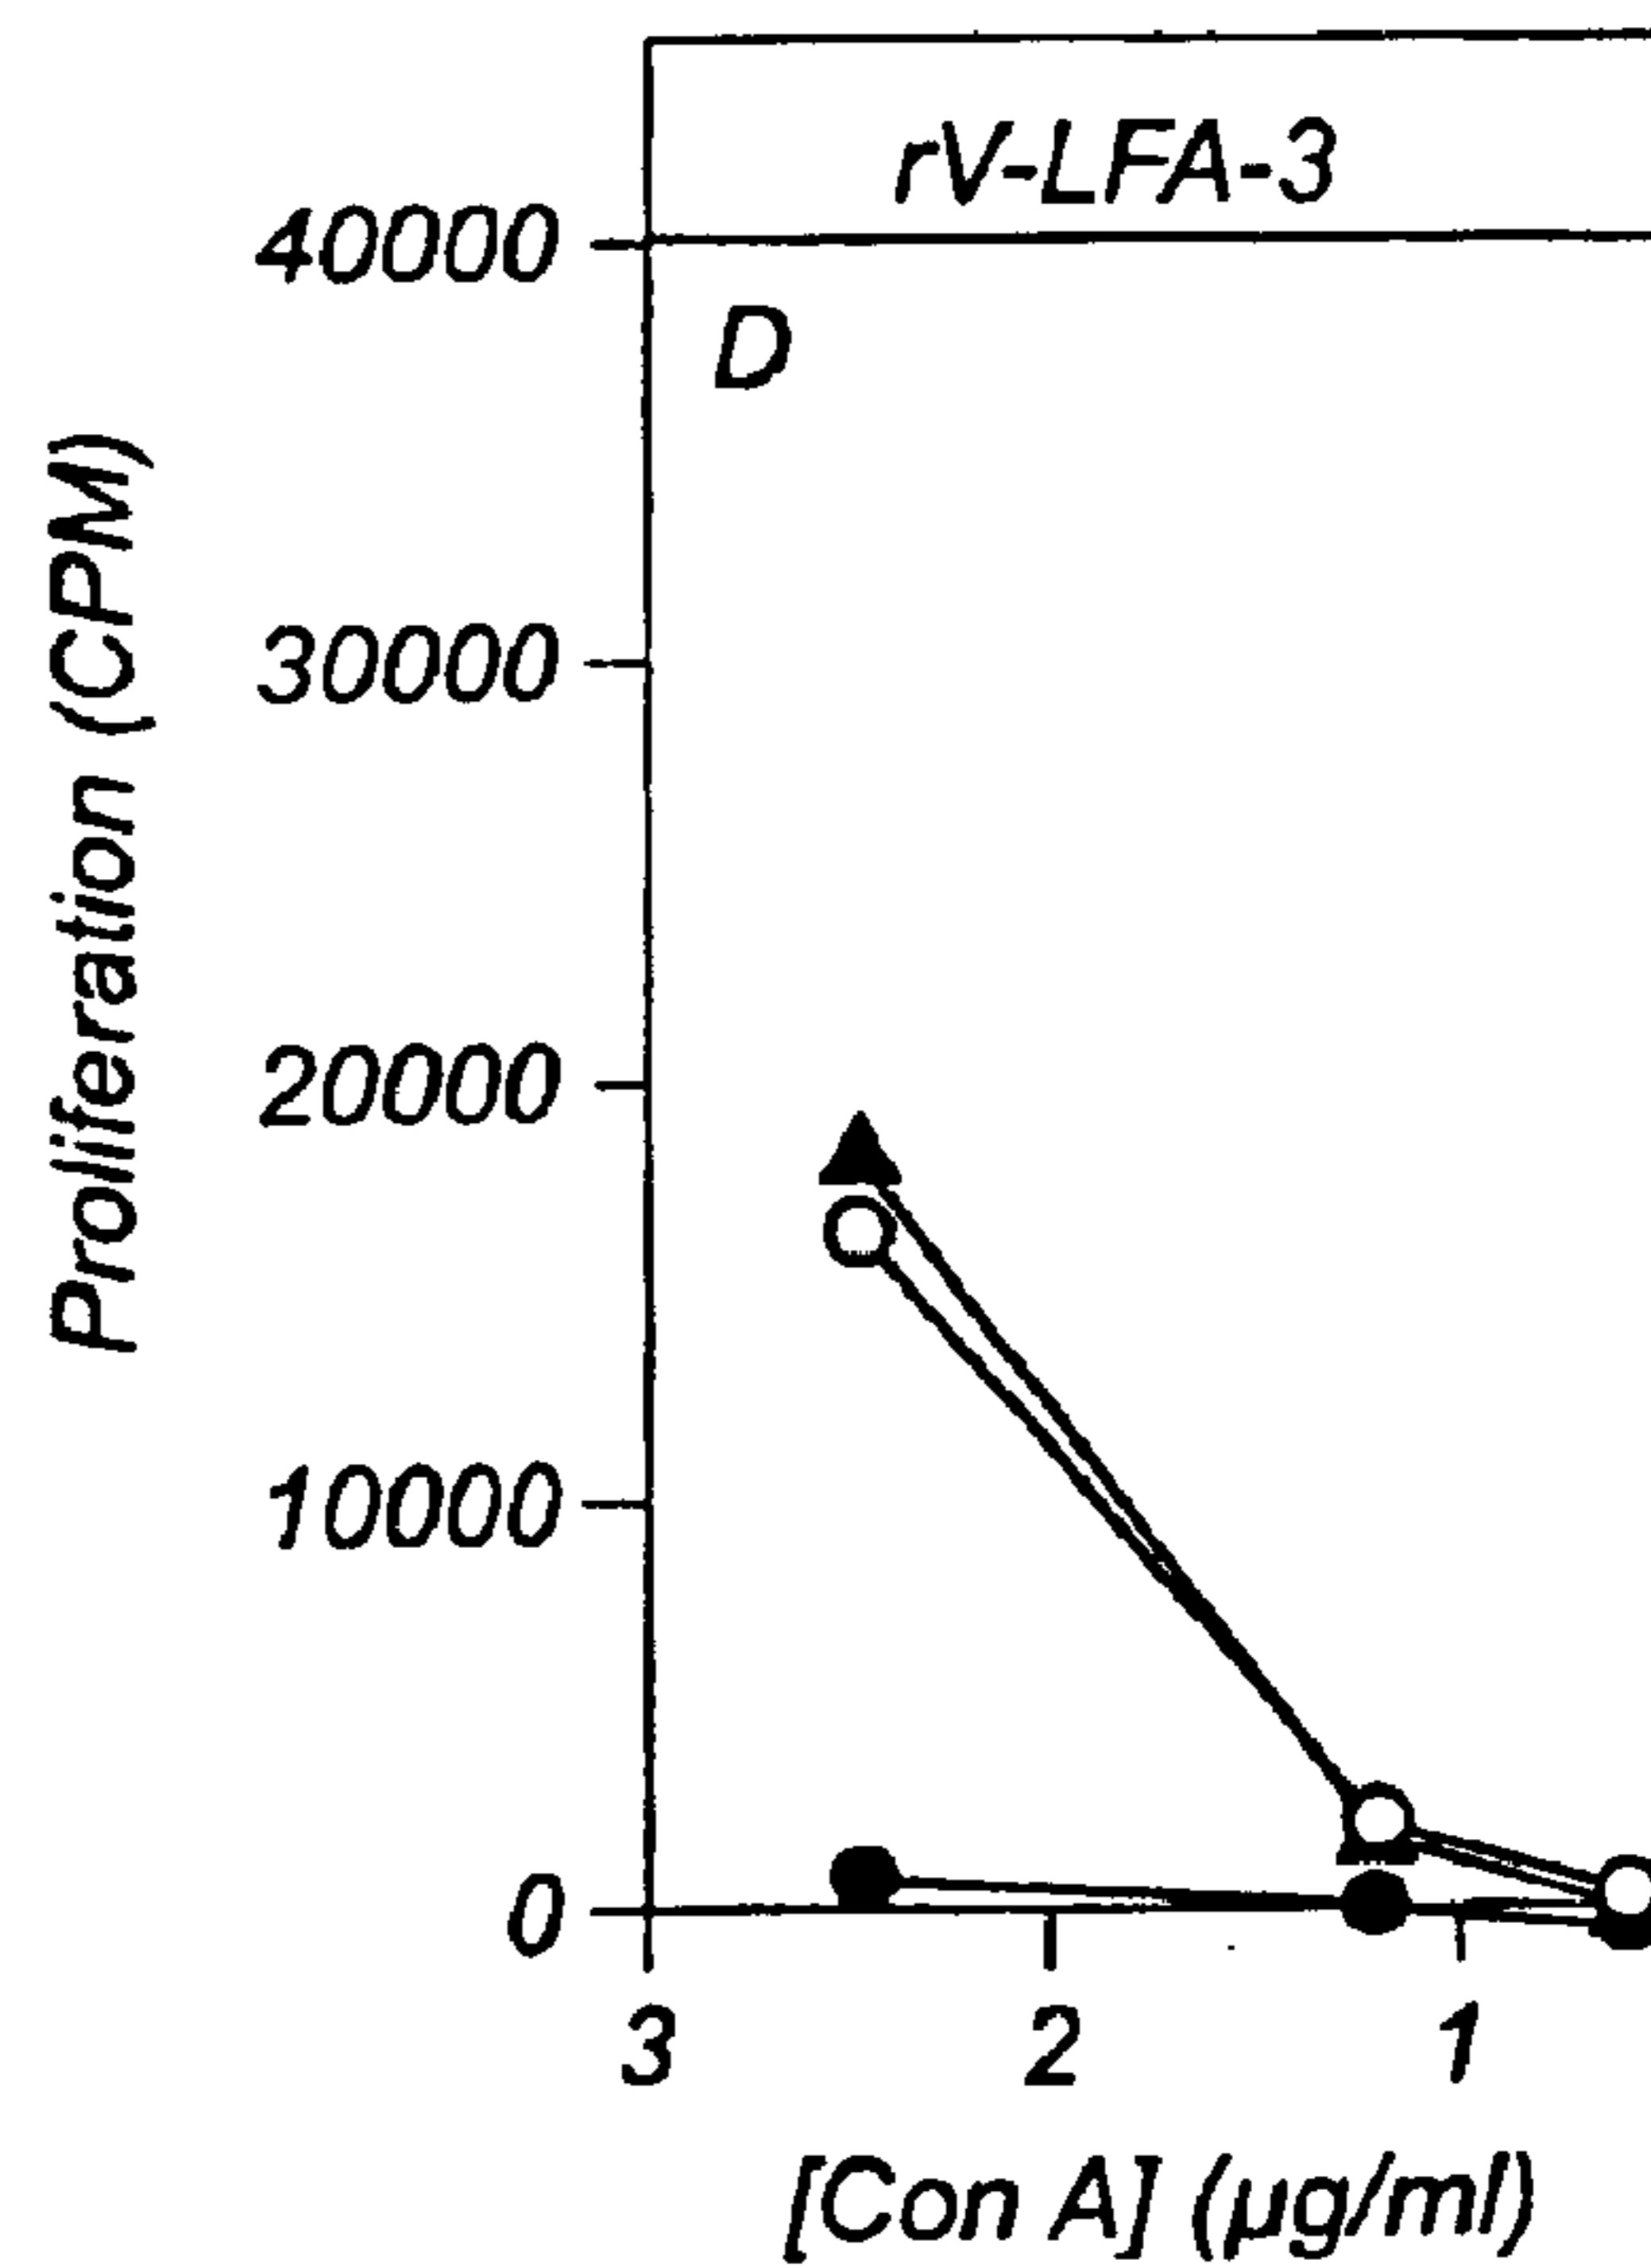 rV-LFA-3
40000
D
30000
20000
10000
0
3 2 1
[Con A] (µg/ml)
Proliferation (CPM)